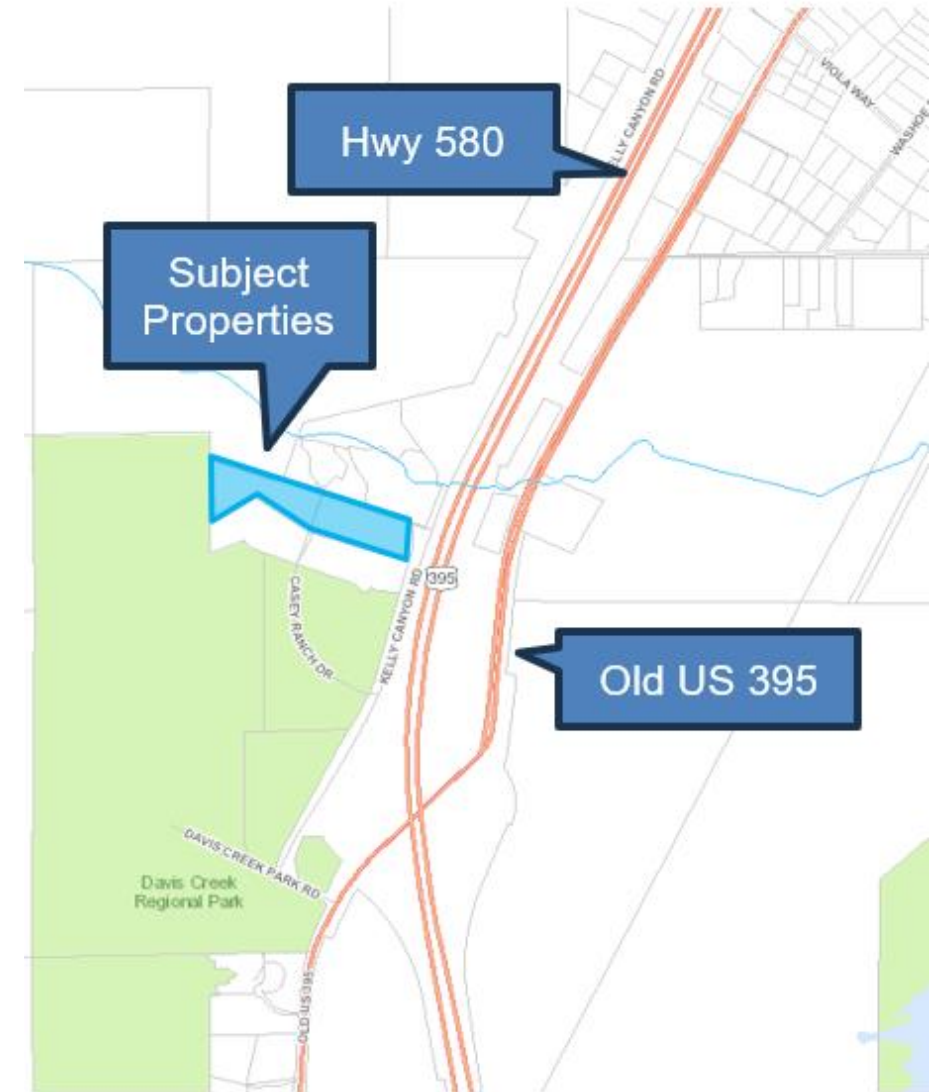 Hwy 580
KELLY CANYON RD
VIOLA WAY
WASHOE
Subject
Properties
395
KELLY CANYON RD
CASEY RANCH DR
Old US 395
DAVIS CREEK PARK RD
Davis Creek
Regional Park
OLD US 395